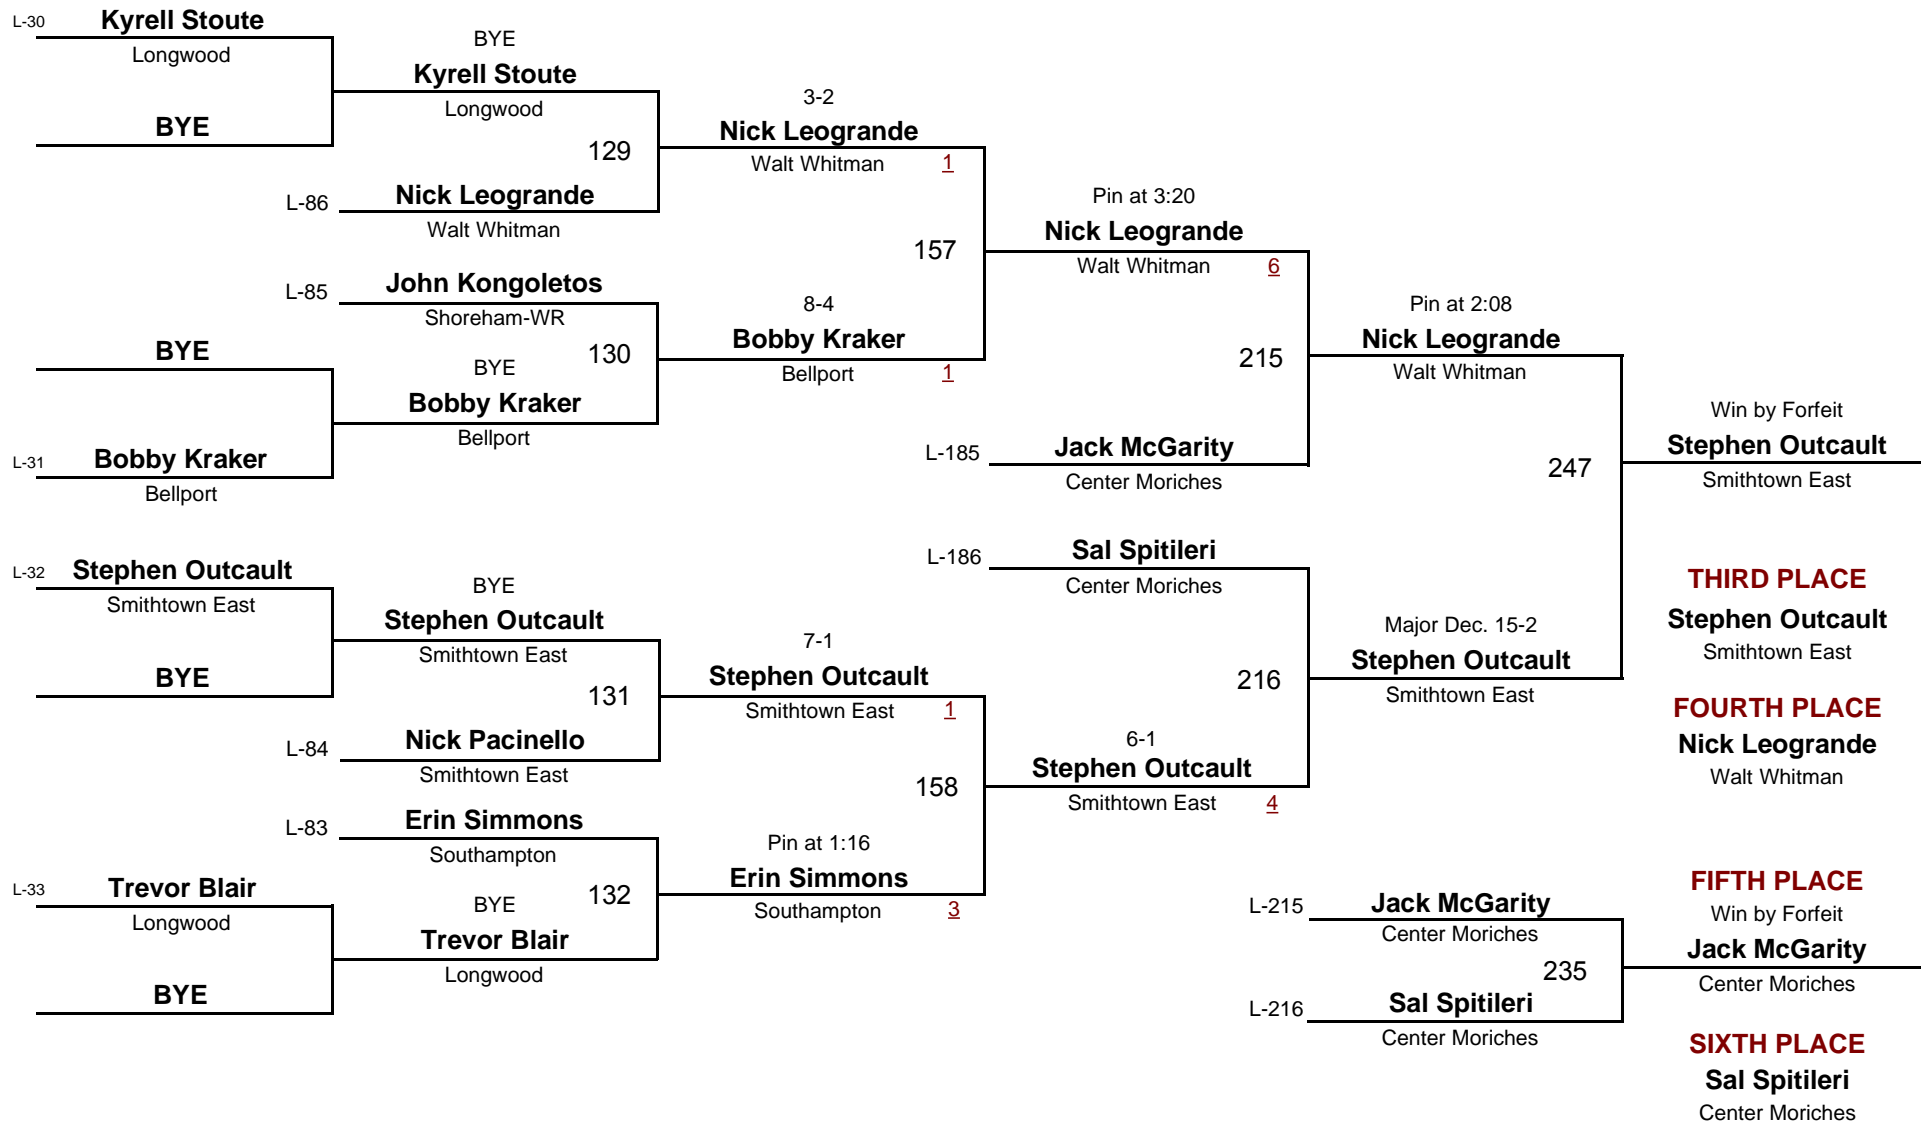 L-30 Kyrell Stoute
Longwood
BYE
BYE
Kyrell Stoute
Longwood
129
L-86 Nick Leogrande
Walt Whitman
3-2
Nick Leogrande
Walt Whitman 1
L-85 John Kongoletos
Shoreham-WR
BYE
L-31 Bobby Kraker
Bellport
BYE
Bobby Kraker
Bellport
130
8-4
Bobby Kraker
Bellport 1
157
Pin at 3:20
Nick Leogrande
Walt Whitman 6
L-185 Jack McGarity
Center Moriches
215
Pin at 2:08
Nick Leogrande
Walt Whitman
L-32 Stephen Outcault
Smithtown East
BYE
BYE
Stephen Outcault
Smithtown East
131
L-84 Nick Pacinello
Smithtown East
7-1
Stephen Outcault
Smithtown East 1
L-83 Erin Simmons
Southampton
L-33 Trevor Blair
Longwood
BYE
BYE
Trevor Blair
Longwood
132
Pin at 1:16
Erin Simmons
Southampton 3
158
L-186 Sal Spitileri
Center Moriches
6-1
Stephen Outcault
Smithtown East 4
216
Major Dec. 15-2
Stephen Outcault
Smithtown East
247
Win by Forfeit
Stephen Outcault
Smithtown East
THIRD PLACE
Stephen Outcault
Smithtown East
FOURTH PLACE
Nick Leogrande
Walt Whitman
L-215 Jack McGarity
Center Moriches
235
L-216 Sal Spitileri
Center Moriches
FIFTH PLACE
Win by Forfeit
Jack McGarity
Center Moriches
SIXTH PLACE
Sal Spitileri
Center Moriches